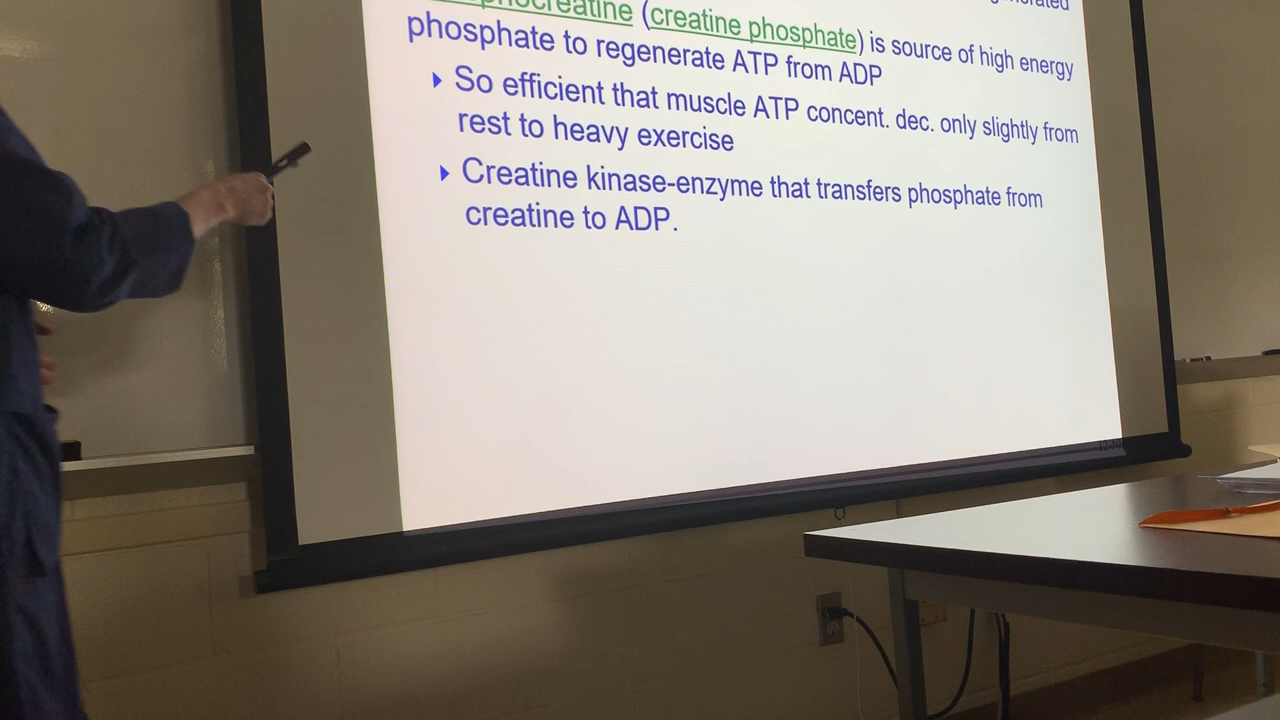 (creatine phosphate) is source of high energy
phosphate to regenerate ATP from ADP
So efficient that muscle ATP concent. dec. only slightly from
rest to heavy exercise
Creatine kinase-enzyme that transfers phosphate from
creatine to ADP.